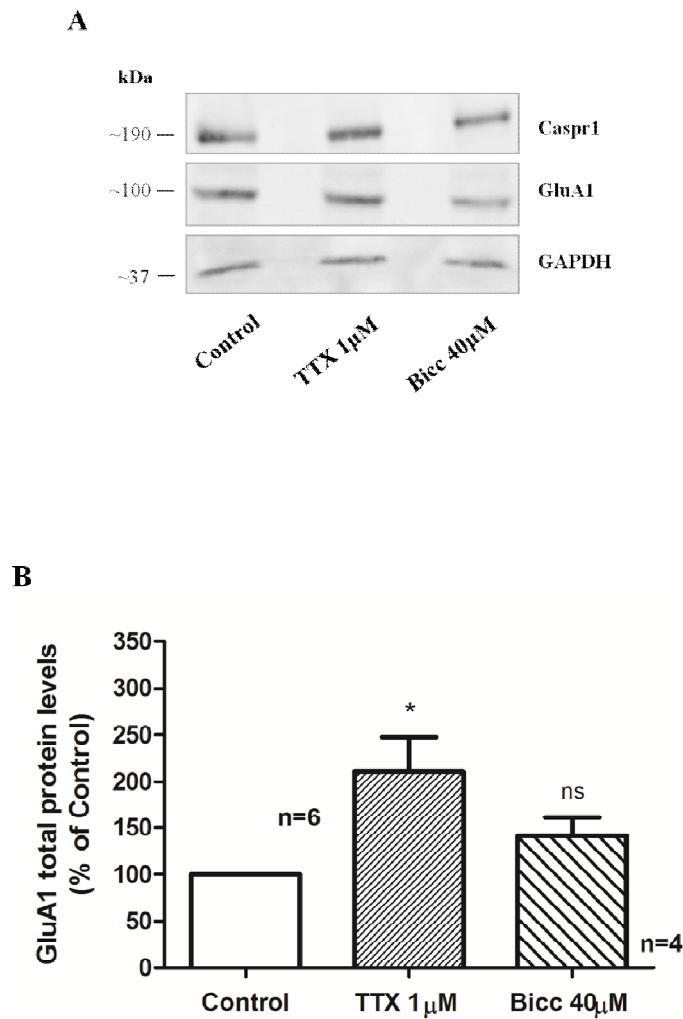 A
kDa
~190
Caspr1
~100
GluA1
~37
GAPDH
Control
TTX 1µM
Bicc 40µM
B
GluA1 total protein levels
(% of Control)
350
300
250
200
150
100
50
0
*
ns
n=6
n=4
Control
TTX 1µM
Bicc 40µM